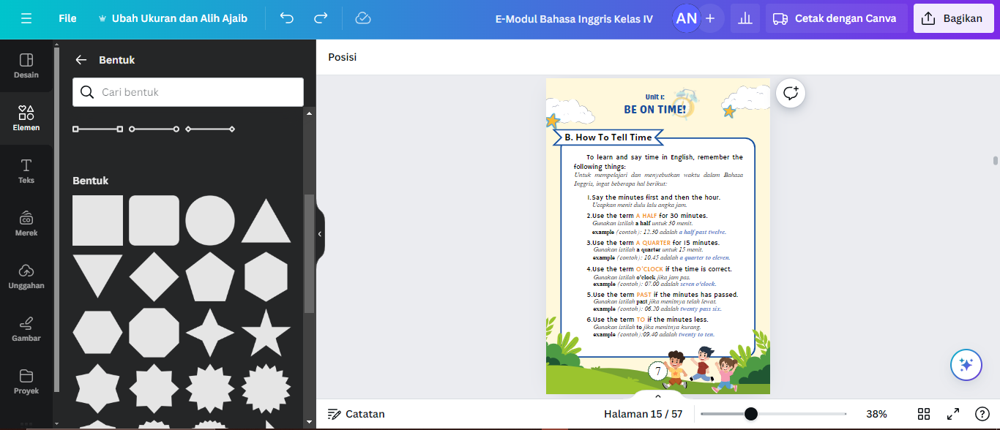 File
Ubah Ukuran dan Alih Ajaib
E-Modul Bahasa Inggris Kelas IV
AN
Cetak dengan Canva
Bagikan
Desain
Elemen
Teks
Merek
Unggahan
Gambar
Proyek
Bentuk
Cari bentuk
Bentuk
Posisi
Unit 1:
BE ON TIME!
B. How To Tell Time
To learn and say time in English, remember the
following things:
Untuk mempelajari dan menyebutkan waktu dalam Bahasa
Inggris, ingat beberapa hal berikut:
1.Say the minutes first and then the hour.
Ucapkan menit dulu lalu angka jam.
2.Use the term A HALF for 30 minutes.
Gunakan istilah a half untuk 30 menit.
example (contoh): 12.30 adalah a half past twelve.
3.Use the term A QUARTER for 15 minutes.
Gunakan istilah a quarter untuk 15 menit.
example (contoh): 10.45 adalah a quarter to eleven.
4.Use the term O'CLOCK if the time is correct.
Gunakan istilah o'clock jika jam pas.
example (contoh): 07.00 adalah seven o'clock.
5.Use the term PAST if the minutes has passed.
Gunakan istilah past jika menitnya telah lewat.
example (contoh): 06.20 adalah twenty pass six.
6.Use the term TO if the minutes less.
Gunakan istilah to jika menitnya kurang.
example (contoh):09.40 adalah twenty to ten.
7
Catatan
Halaman 15 / 57
38%